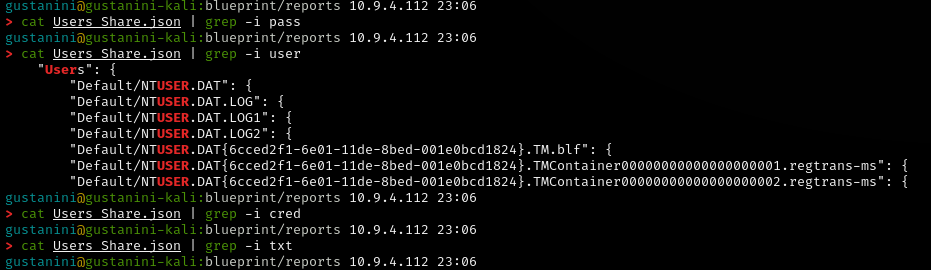 gustanini@gustanini-kali:blueprint/reports 10.9.4.112 23:06
> cat Users Share.json | grep -i pass
gustanini@gustanini-kali:blueprint/reports 10.9.4.112 23:06
> cat Users Share.json | grep -i user
    "Users": {
        "Default/NTUSER.DAT": {
        "Default/NTUSER.DAT.LOG": {
        "Default/NTUSER.DAT.LOG1": {
        "Default/NTUSER.DAT.LOG2": {
        "Default/NTUSER.DAT{6cced2f1-6e01-11de-8bed-001e0bcd1824}.TM.blf": {
        "Default/NTUSER.DAT{6cced2f1-6e01-11de-8bed-001e0bcd1824}.TMContainer00000000000000000001.regtrans-ms": {
        "Default/NTUSER.DAT{6cced2f1-6e01-11de-8bed-001e0bcd1824}.TMContainer00000000000000000002.regtrans-ms": {
gustanini@gustanini-kali:blueprint/reports 10.9.4.112 23:06
> cat Users Share.json | grep -i cred
gustanini@gustanini-kali:blueprint/reports 10.9.4.112 23:06
> cat Users Share.json | grep -i txt
gustanini@gustanini-kali:blueprint/reports 10.9.4.112 23:06